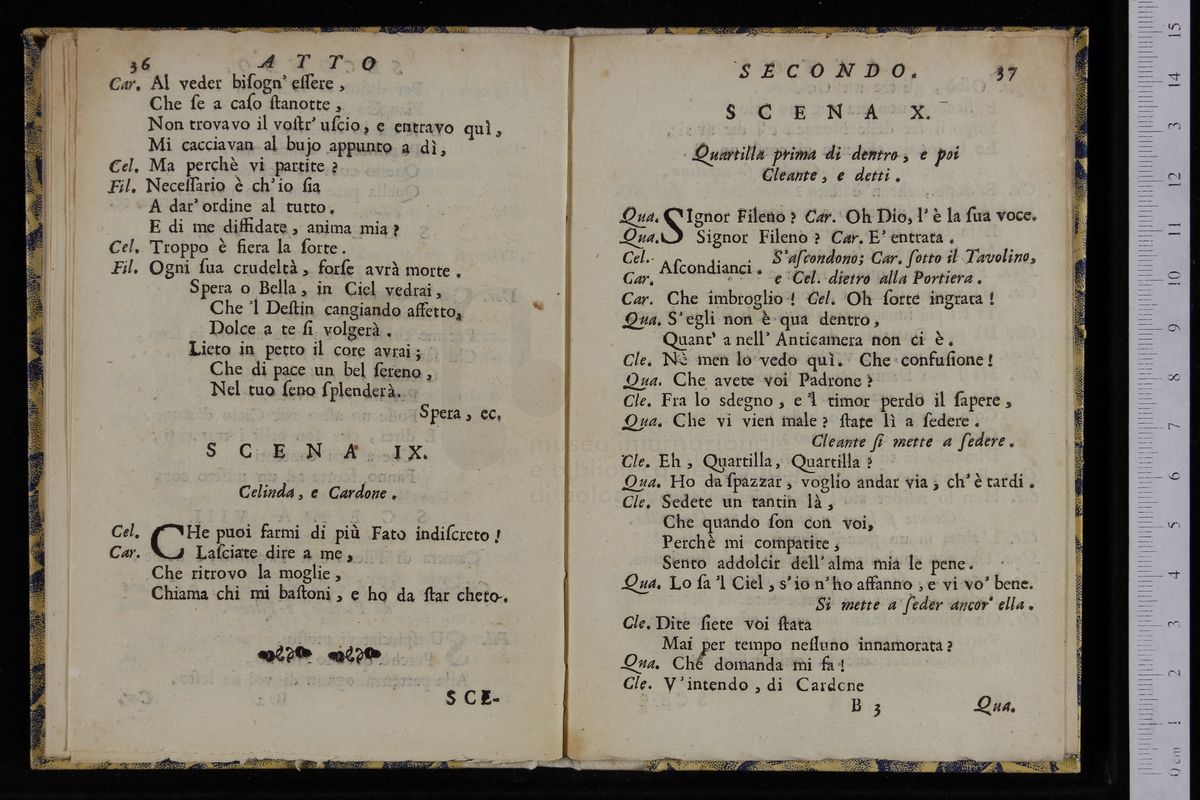 36 ATTO
Car. Al veder biſogn' eſſere,
Che ſe a caſo ſtanotte,
Non trovavo il voſtr' uſcio, e entravo quì,
Mi cacciavan al bujo appunto a dì,
Cel. Ma perchè vi partite?
Fil. Neceſſario è ch'io ſia
A dar' ordine al tutto.
E di me diffidate, anima mia?
Cel. Troppo è fiera la ſorte.
Fil. Ogni ſua crudeltà, forſe avrà morte.
Spera o Bella, in Ciel vedrai,
Che 'l Deſtin cangiando affetto,
Dolce a te ſi volgerà.
Lieto in petto il core avrai;
Che di pace un bel ſereno,
Nel tuo ſeno ſplenderà.
Spera, ec.
SCENA IX.
Celinda, e Cardone.
Cel. CHe puoi farmi di più Fato indiſcreto!
Car. Laſciate dire a me,
Che ritrovo la moglie,
Chiama chi mi baſtoni, e ho da ſtar cheto.
SCE-
SECONDO. 37
SCENA X.
Quartilla prima di dentro, e poi
Cleante, e detti.
Qua. SIgnor Fileno? Car. Oh Dio, l' è la ſua voce.
Qua. Signor Fileno? Car. E' entrata.
Cel. S'aſcondono; Car. ſotto il Tavolino,
Aſcondianci.
Car. e Cel. dietro alla Portiera.
Car. Che imbroglio! Cel. Oh ſorte ingrata!
Qua. S'egli non è qua dentro,
Quant' a nell' Anticamera non ci è.
Cle. Nè men lo vedo quì. Che confuſione!
Qua. Che avete voi Padrone?
Cle. Fra lo sdegno, e 'l timor perdo il ſapere,
Qua. Che vi vien male? ſtate lì a ſedere.
Cleante ſi mette a ſedere.
Cle. Eh, Quartilla, Quartilla?
Qua. Ho da ſpazzar, voglio andar via, ch'è tardi.
Cle. Sedete un tantin là,
Che quando ſon con voi,
Perchè mi compatite,
Sento addolcir dell'alma mia le pene.
Qua. Lo ſa 'l Ciel, s'io n'ho affanno, e vi vo' bene.
Si mette a ſeder ancor' ella.
Cle. Dite ſiete voi ſtata
Mai per tempo neſſuno innamorata?
Qua. Che domanda mi fa!
Cle. V'intendo, di Cardone
B 3 Qua.